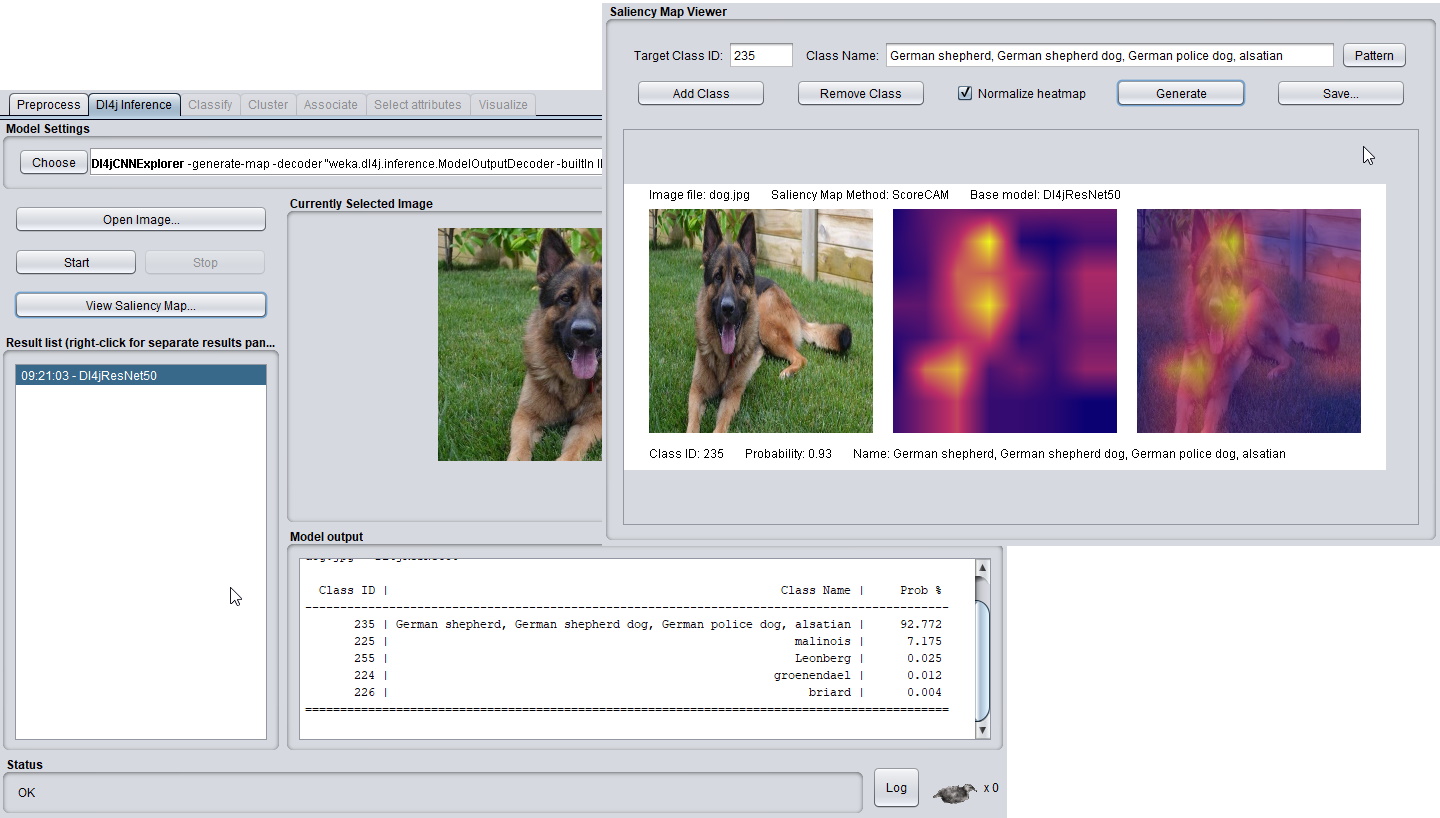 Saliency Map Viewer
Target Class ID: 235 Class Name: German shepherd, German shepherd dog, German police dog, alsatian Pattern
Add Class Remove Class Normalize heatmap Generate Save...
Image file: dog.jpg Saliency Map Method: ScoreCAM Base model: Dl4jResNet50
Class ID: 235 Probability: 0.93 Name: German shepherd, German shepherd dog, German police dog, alsatian
Preprocess Dl4j Inference Classify Cluster Associate Select attributes Visualize
Model Settings
Choose Dl4jCNNExplorer -generate-map -decoder "weka.dl4j.inference.ModelOutputDecoder -builtIn
Open Image...
Start Stop
View Saliency Map...
Result list (right-click for separate results pan...
09:21:03 - Dl4jResNet50
Currently Selected Image
Model output
Class ID | Class Name | Prob %
235 | German shepherd, German shepherd dog, German police dog, alsatian | 92.772
225 | malinois | 7.175
255 | Leonberg | 0.025
224 | groenendael | 0.012
226 | briard | 0.004
Status
OK
Log x 0